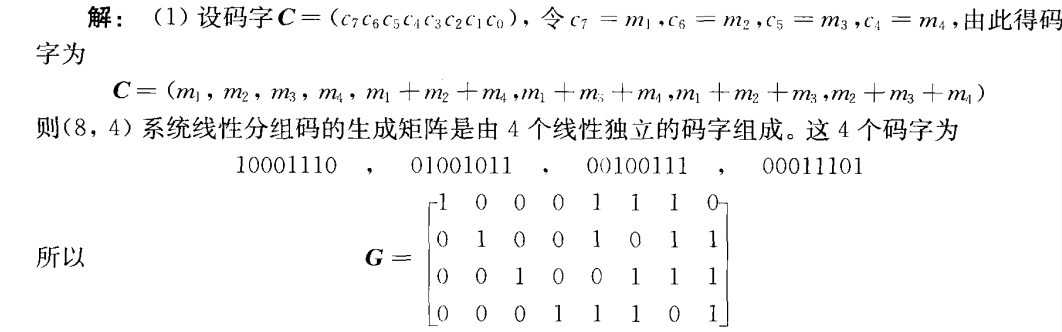 解: (1) 设码字 C = (c₇c₆c₅c₄c₃c₂c₁c₀), 令 c₇ = m₁, c₆ = m₂, c₅ = m₃, c₄ = m₄, 由此得码
字为
C = (m₁, m₂, m₃, m₄, m₁ + m₂ + m₄, m₁ + m₃ + m₄, m₁ + m₂ + m₃, m₂ + m₃ + m₄)
则(8, 4) 系统线性分组码的生成矩阵是由 4 个线性独立的码字组成。这 4 个码字为
10001110 , 01001011 , 00100111 , 00011101
1 0 0 0 1 1 1 0
0 1 0 0 1 0 1 1
所以 G =
0 0 1 0 0 1 1 1
0 0 0 1 1 1 0 1